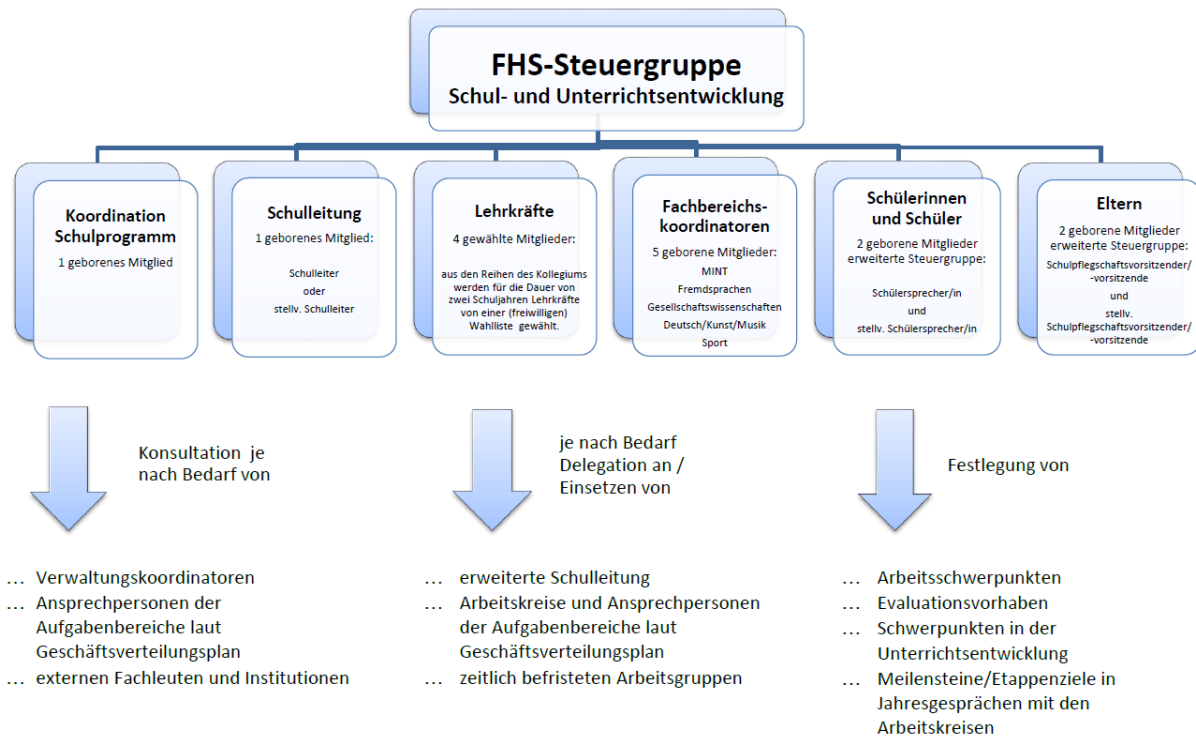 FHS-Steuergruppe
Schul- und Unterrichtsentwicklung
Koordination
Schulprogramm
1 geborenes Mitglied
Schulleitung
1 geborenes Mitglied:
Schulleiter
oder
stellv. Schulleiter
Lehrkräfte
4 gewählte Mitglieder:
aus den Reihen des Kollegiums
werden für die Dauer von
zwei Schuljahren Lehrkräfte
von einer (freiwilligen)
Wahlliste gewählt.
Fachbereichs-
koordinatoren
5 geborene Mitglieder:
MINT
Fremdsprachen
Gesellschaftswissenschaften
Deutsch/Kunst/Musik
Sport
Schülerinnen
und Schüler
2 geborene Mitglieder
erweiterte Steuergruppe:
Schülersprecher/in
und
stellv. Schülersprecher/in
Eltern
2 geborene Mitglieder
erweiterte Steuergruppe:
Schulpflegschaftsvorsitzender/
-vorsitzende
und
stellv.
Schulpflegschaftsvorsitzender/
-vorsitzende
Konsultation je
nach Bedarf von
… Verwaltungskoordinatoren
… Ansprechpersonen der
Aufgabenbereiche laut
Geschäftsverteilungsplan
… externen Fachleuten und Institutionen
je nach Bedarf
Delegation an /
Einsetzen von
… erweiterte Schulleitung
… Arbeitskreise und Ansprechpersonen
der Aufgabenbereiche laut
Geschäftsverteilungsplan
… zeitlich befristeten Arbeitsgruppen
Festlegung von
… Arbeitsschwerpunkten
… Evaluationsvorhaben
… Schwerpunkten in der
Unterrichtsentwicklung
… Meilensteine/Etappenziele in
Jahresgesprächen mit den
Arbeitskreisen